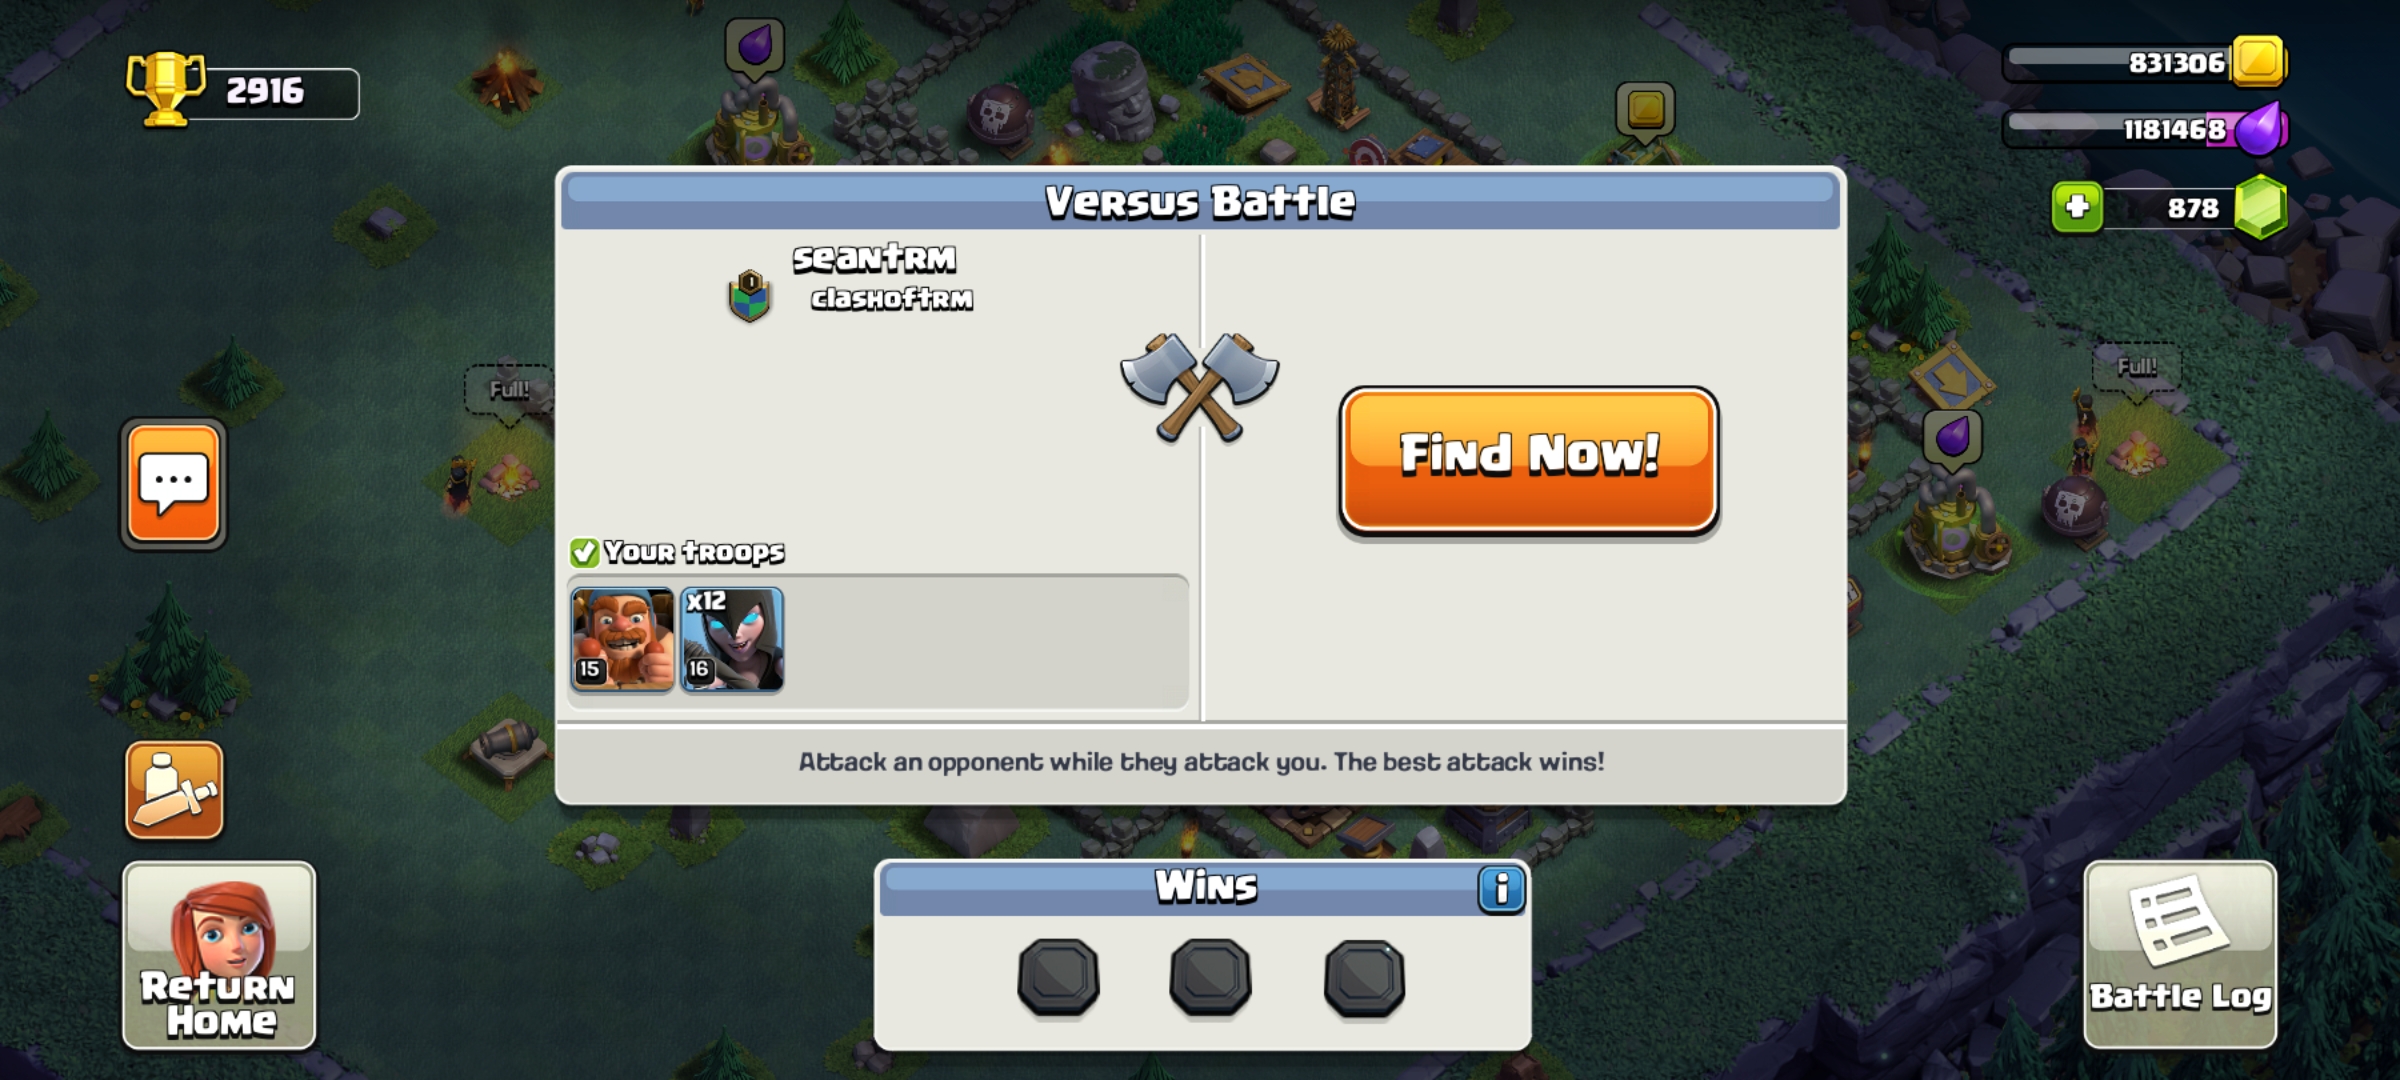 2916
831306
1181468
878
Versus Battle
seantrm
1
clashoftrm
Full!
Full!
Find Now!
Your troops
x12
15
16
Attack an opponent while they attack you. The best attack wins!
Wins
i
Return
Home
Battle Log